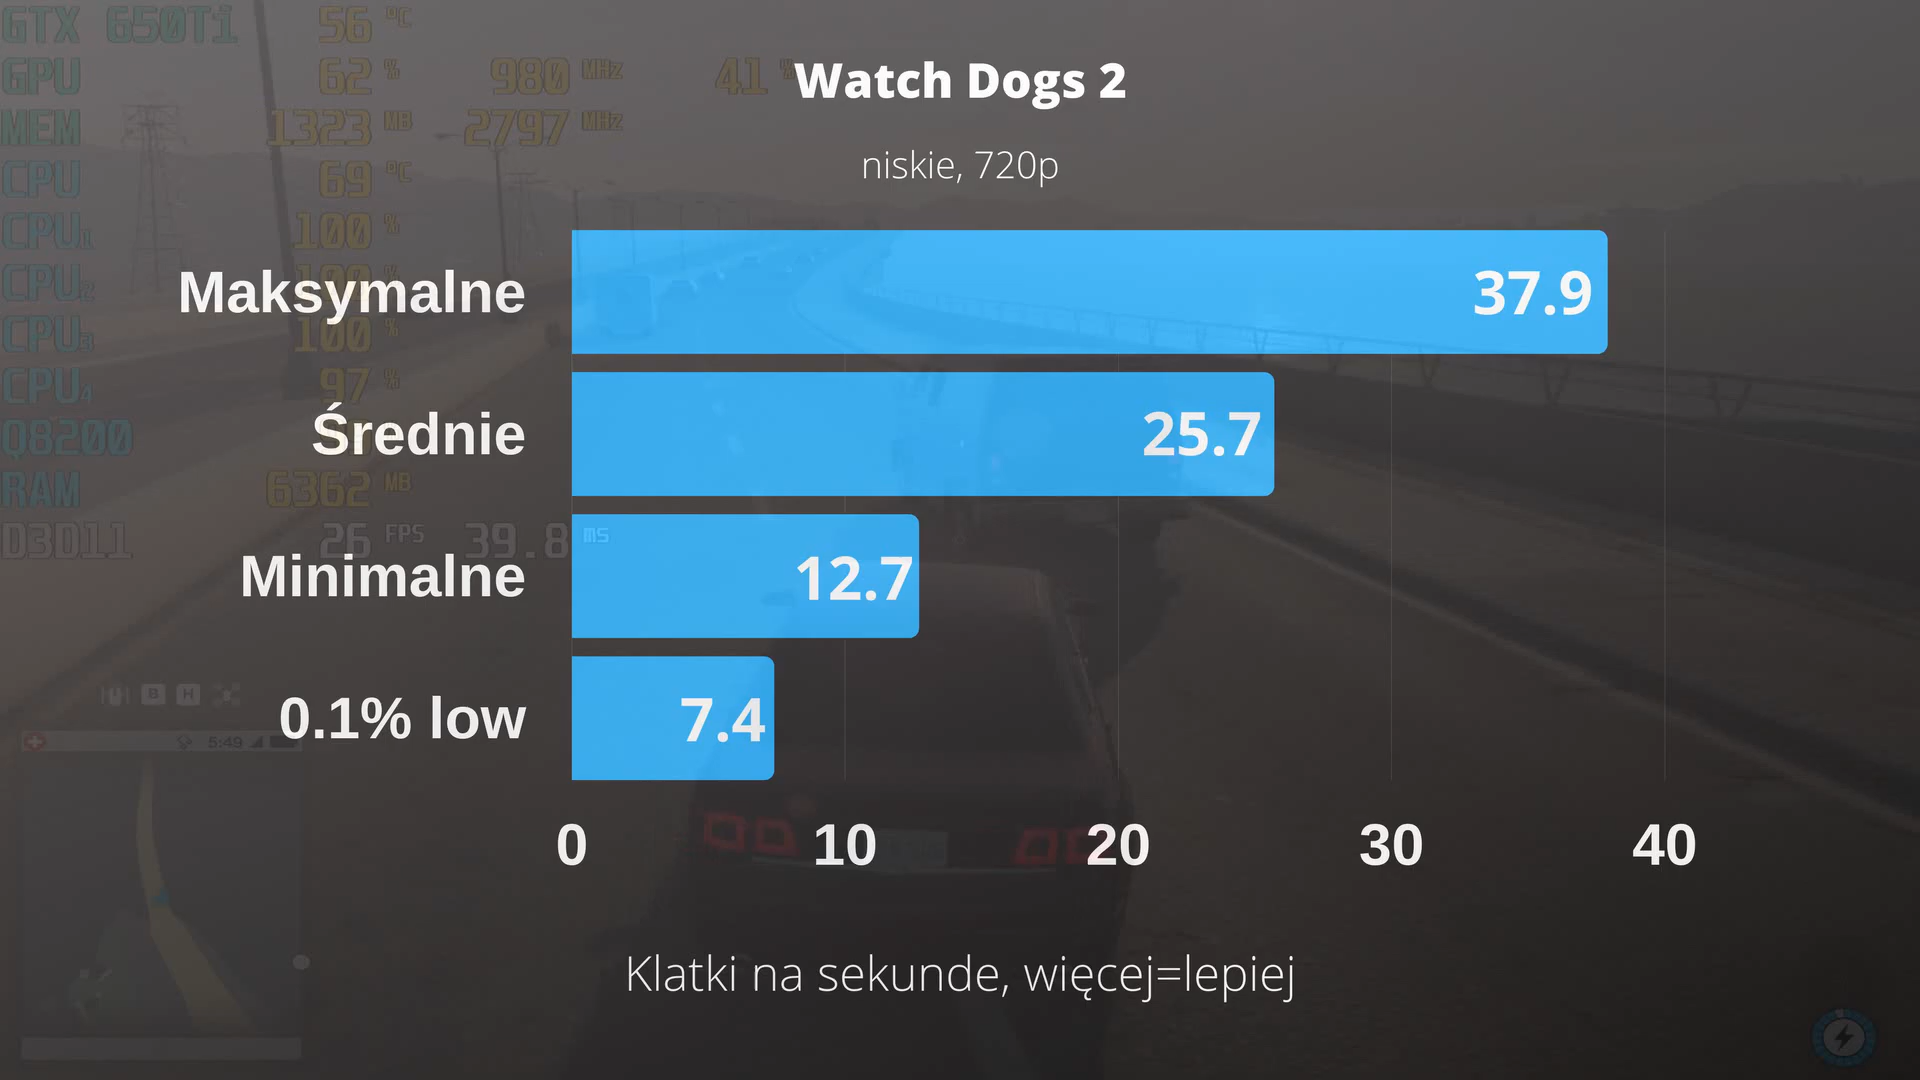 GTX 650Ti 56 °C
GPU 62 % 980 MHz 41 %
MEM 1323 MB 2797 MHz
CPU 69 °C
CPU1 100 %
CPU2 100 %
CPU3 100 %
CPU4 97 %
Q8200
RAM 6362 MB
D3D11 26 FPS 39.8 ms
Watch Dogs 2
niskie, 720p
Maksymalne 37.9
Średnie 25.7
Minimalne 12.7
0.1% low 7.4
0 10 20 30 40
Klatki na sekunde, więcej=lepiej
B H
5:49